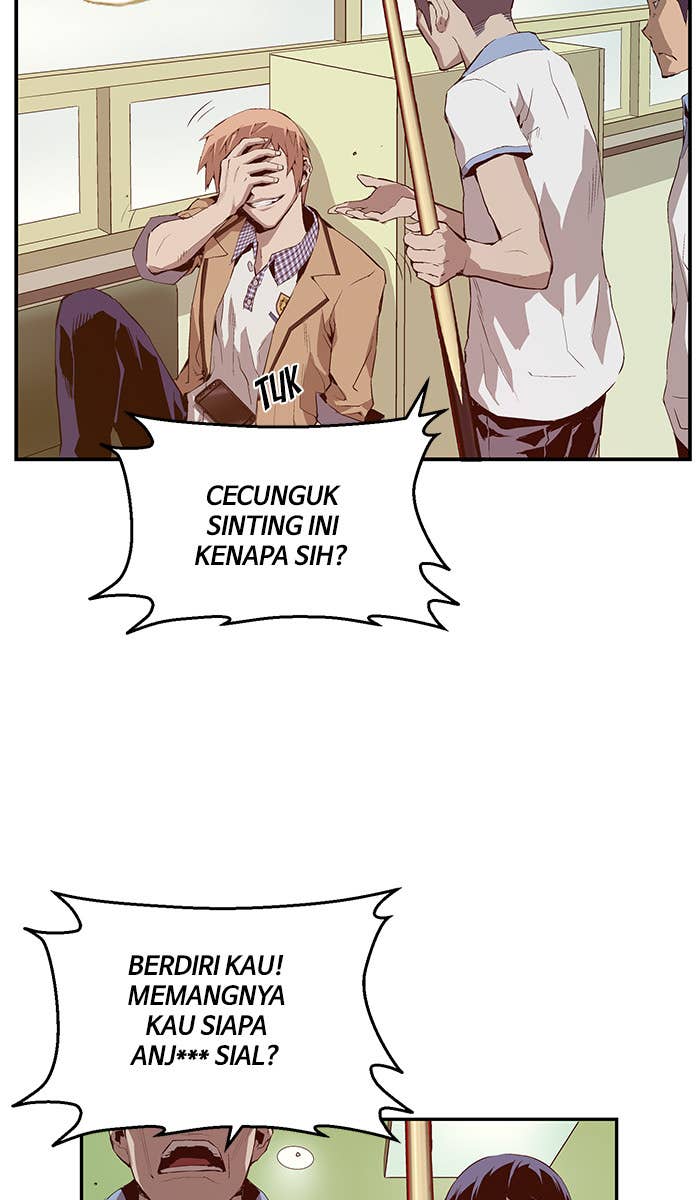 TUK
CECUNGUK
SINTING INI
KENAPA SIH?
BERDIRI KAU!
MEMANGNYA
KAU SIAPA
ANJ*** SIAL?